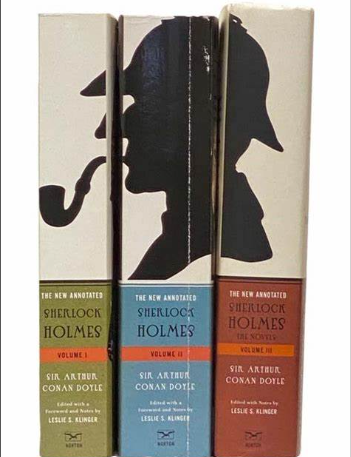 THE NEW ANNOTATED
SHERLOCK
HOLMES
VOLUME I
SIR ARTHUR
CONAN DOYLE
Edited with a
Foreword and Notes by
LESLIE S. KLINGER
NORTON
THE NEW ANNOTATED
SHERLOCK
HOLMES
VOLUME II
SIR ARTHUR
CONAN DOYLE
Edited with a
Foreword and Notes by
LESLIE S. KLINGER
NORTON
THE NEW ANNOTATED
SHERLOCK
HOLMES
THE NOVELS
VOLUME III
SIR ARTHUR
CONAN DOYLE
Edited with Notes by
LESLIE S. KLINGER
NORTON